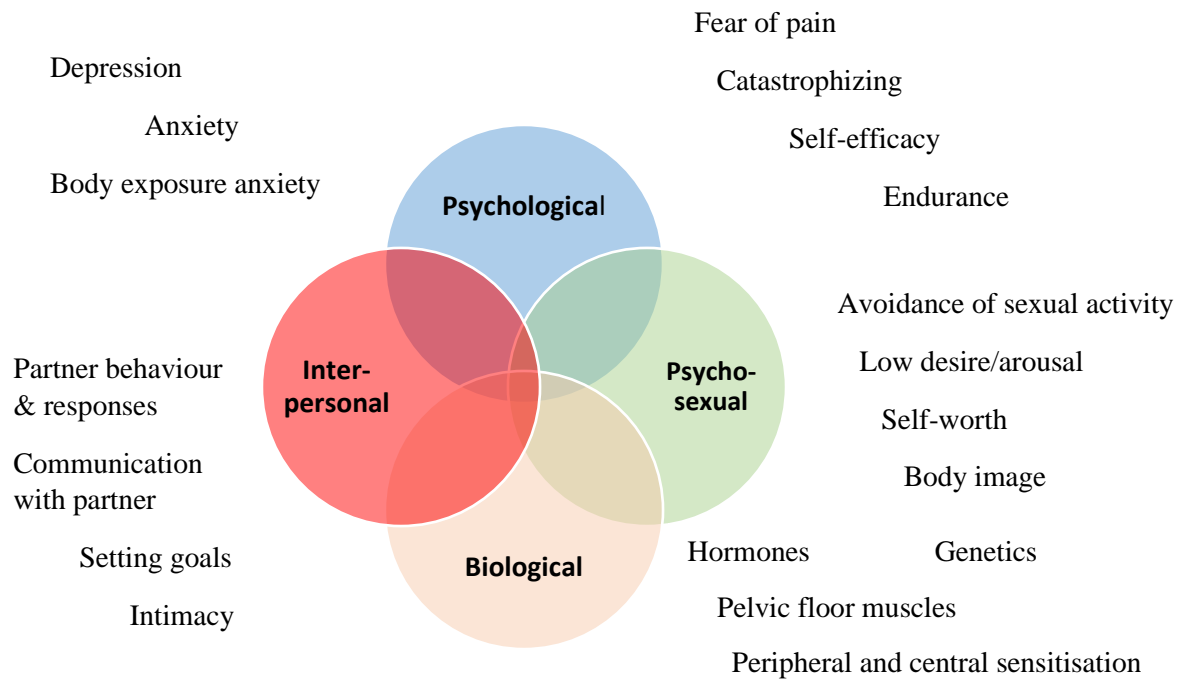 Fear of pain
Depression
Catastrophizing
Anxiety
Self-efficacy
Body exposure anxiety
Endurance
Psychological
Avoidance of sexual activity
Partner behaviour
& responses
Inter-
personal
Psycho-
sexual
Low desire/arousal
Self-worth
Communication
with partner
Body image
Setting goals
Biological
Hormones
Genetics
Intimacy
Pelvic floor muscles
Peripheral and central sensitisation